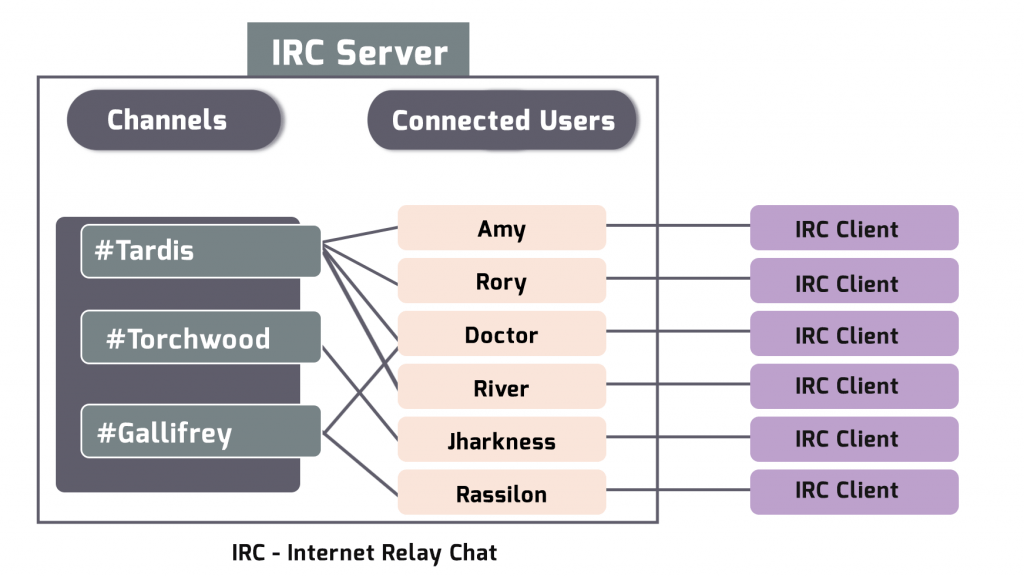 IRC Server
Channels
Connected Users
#Tardis
#Torchwood
#Gallifrey
Amy
Rory
Doctor
River
Jharkness
Rassilon
IRC Client
IRC Client
IRC Client
IRC Client
IRC Client
IRC Client
IRC - Internet Relay Chat